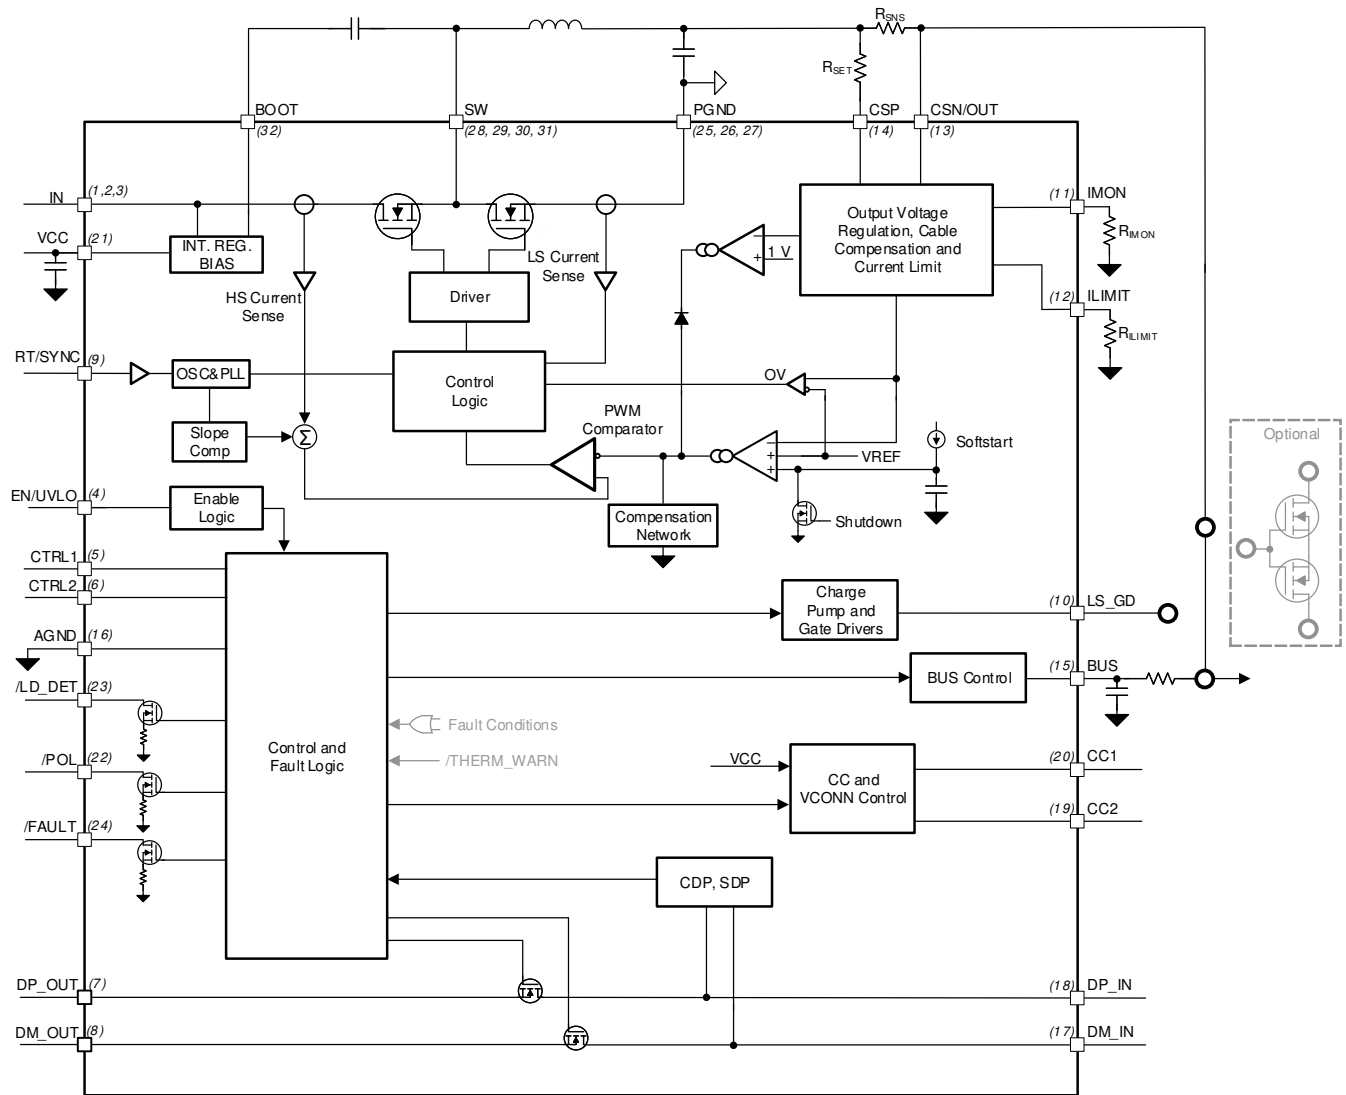 R_SNS
R_SET
BOOT
(32)
SW
(28, 29, 30, 31)
PGND
(25, 26, 27)
CSP
(14)
CSN/OUT
(13)
IN
(1,2,3)
VCC
(21)
INT. REG.
BIAS
HS Current
Sense
LS Current
Sense
Driver
1 V
Output Voltage
Regulation, Cable
Compensation and
Current Limit
(11)
IMON
R_IMON
(12)
ILIMIT
R_ILIMIT
RT/SYNC
(9)
OSC&PLL
Slope
Comp
Σ
Control
Logic
OV
PWM
Comparator
VREF
Softstart
Shutdown
Compensation
Network
Optional
EN/UVLO
(4)
Enable
Logic
CTRL1
(5)
CTRL2
(6)
AGND
(16)
/LD_DET
(23)
/POL
(22)
/FAULT
(24)
Control and
Fault Logic
Charge
Pump and
Gate Drivers
(10)
LS_GD
BUS Control
(15)
BUS
Fault Conditions
/THERM_WARN
VCC
CC and
VCONN Control
(20)
CC1
(19)
CC2
CDP, SDP
DP_OUT
(7)
(18)
DP_IN
DM_OUT
(8)
(17)
DM_IN